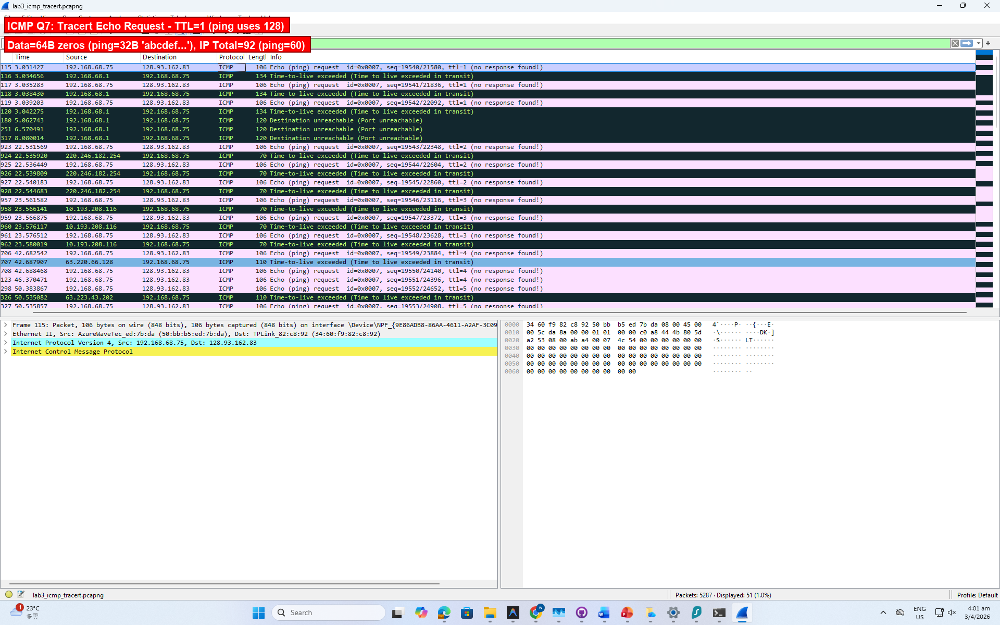 lab3_icmp_tracert.pcapng
ICMP Q7: Tracert Echo Request - TTL=1 (ping uses 128)
Data=64B zeros (ping=32B 'abcdef...'), IP Total=92 (ping=60)
Time Source Destination Protocol Lengtl Info
115 3.031427 192.168.68.75 128.93.162.83 ICMP 106 Echo (ping) request id=0x0007, seq=19540/21580, ttl=1 (no response found!)
116 3.034656 192.168.68.1 192.168.68.75 ICMP 134 Time-to-live exceeded (Time to live exceeded in transit)
117 3.035283 192.168.68.75 128.93.162.83 ICMP 106 Echo (ping) request id=0x0007, seq=19541/21836, ttl=1 (no response found!)
118 3.038430 192.168.68.1 192.168.68.75 ICMP 134 Time-to-live exceeded (Time to live exceeded in transit)
119 3.039203 192.168.68.75 128.93.162.83 ICMP 106 Echo (ping) request id=0x0007, seq=19542/22092, ttl=1 (no response found!)
120 3.042275 192.168.68.1 192.168.68.75 ICMP 134 Time-to-live exceeded (Time to live exceeded in transit)
180 5.062743 192.168.68.1 192.168.68.75 ICMP 120 Destination unreachable (Port unreachable)
251 6.570491 192.168.68.1 192.168.68.75 ICMP 120 Destination unreachable (Port unreachable)
317 8.080014 192.168.68.1 192.168.68.75 ICMP 120 Destination unreachable (Port unreachable)
923 22.531569 192.168.68.75 128.93.162.83 ICMP 106 Echo (ping) request id=0x0007, seq=19543/22348, ttl=2 (no response found!)
924 22.535920 220.246.182.254 192.168.68.75 ICMP 70 Time-to-live exceeded (Time to live exceeded in transit)
925 22.536449 192.168.68.75 128.93.162.83 ICMP 106 Echo (ping) request id=0x0007, seq=19544/22604, ttl=2 (no response found!)
926 22.539809 220.246.182.254 192.168.68.75 ICMP 70 Time-to-live exceeded (Time to live exceeded in transit)
927 22.540183 192.168.68.75 128.93.162.83 ICMP 106 Echo (ping) request id=0x0007, seq=19545/22860, ttl=2 (no response found!)
928 22.544683 220.246.182.254 192.168.68.75 ICMP 70 Time-to-live exceeded (Time to live exceeded in transit)
957 23.561582 192.168.68.75 128.93.162.83 ICMP 106 Echo (ping) request id=0x0007, seq=19546/23116, ttl=3 (no response found!)
958 23.566141 10.193.208.116 192.168.68.75 ICMP 70 Time-to-live exceeded (Time to live exceeded in transit)
959 23.566875 192.168.68.75 128.93.162.83 ICMP 106 Echo (ping) request id=0x0007, seq=19547/23372, ttl=3 (no response found!)
960 23.576117 10.193.208.116 192.168.68.75 ICMP 70 Time-to-live exceeded (Time to live exceeded in transit)
961 23.576512 192.168.68.75 128.93.162.83 ICMP 106 Echo (ping) request id=0x0007, seq=19548/23628, ttl=3 (no response found!)
962 23.580019 10.193.208.116 192.168.68.75 ICMP 70 Time-to-live exceeded (Time to live exceeded in transit)
706 42.682542 192.168.68.75 128.93.162.83 ICMP 106 Echo (ping) request id=0x0007, seq=19549/23884, ttl=4 (no response found!)
707 42.687907 63.220.66.128 192.168.68.75 ICMP 110 Time-to-live exceeded (Time to live exceeded in transit)
708 42.688468 192.168.68.75 128.93.162.83 ICMP 106 Echo (ping) request id=0x0007, seq=19550/24140, ttl=4 (no response found!)
123 46.370471 192.168.68.75 128.93.162.83 ICMP 106 Echo (ping) request id=0x0007, seq=19551/24396, ttl=4 (no response found!)
298 50.383867 192.168.68.75 128.93.162.83 ICMP 106 Echo (ping) request id=0x0007, seq=19552/24652, ttl=5 (no response found!)
326 50.535082 63.223.43.202 192.168.68.75 ICMP 110 Time-to-live exceeded (Time to live exceeded in transit)
327 50.535857 192.168.68.75 128.93.162.83 ICMP 106 Echo (ping) request id=0x0007, seq=19553/24908, ttl=5 (no response found!)
Frame 115: Packet, 106 bytes on wire (848 bits), 106 bytes captured (848 bits) on interface \Device\NPF_{9E86ADB8-86AA-4611-A2AF-3C09
Ethernet II, Src: AzureWaveTec_ed:7b:da (50:bb:b5:ed:7b:da), Dst: TPLink_82:c8:92 (34:60:f9:82:c8:92)
Internet Protocol Version 4, Src: 192.168.68.75, Dst: 128.93.162.83
Internet Control Message Protocol
0000 34 60 f9 82 c8 92 50 bb b5 ed 7b da 08 00 45 00 4`····P· ··{···E·
0010 00 5c da 8a 00 00 01 01 00 00 c0 a8 44 4b 80 5d ·\······ ····DK·]
0020 a2 53 08 00 ab a4 00 07 4c 54 00 00 00 00 00 00 ·S······ LT······
0030 00 00 00 00 00 00 00 00 00 00 00 00 00 00 00 00 ········ ········
0040 00 00 00 00 00 00 00 00 00 00 00 00 00 00 00 00 ········ ········
0050 00 00 00 00 00 00 00 00 00 00 00 00 00 00 00 00 ········ ········
0060 00 00 00 00 00 00 00 00 00 00 ········ ··
lab3_icmp_tracert.pcapng
Packets: 5287 · Displayed: 51 (1.0%)
Profile: Default
1
23°C
多雲
Search
ENG
US
4:01 am
3/4/2026